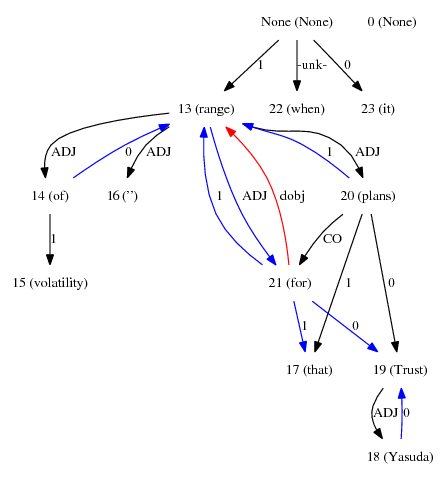 None (None) 0 (None)
1 -unk- 0
13 (range) 22 (when) 23 (it)
ADJ 0 ADJ 1 ADJ dobj 1 ADJ
14 (of) 16 (") 20 (plans)
1 CO
15 (volatility) 21 (for) 1 0
1 0
17 (that) 19 (Trust)
ADJ 0
18 (Yasuda)